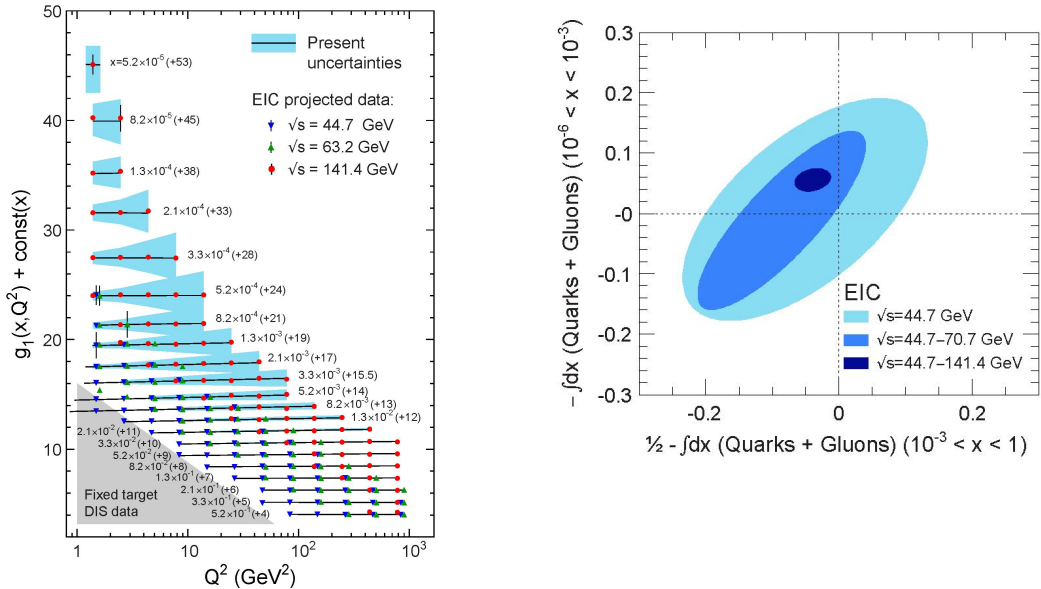 50
40
30
20
10
g₁(x,Q²) + const(x)
Present
uncertainties
EIC projected data:
√s = 44.7 GeV
√s = 63.2 GeV
√s = 141.4 GeV
x=5.2×10⁻⁵ (+53)
8.2×10⁻⁵ (+45)
1.3×10⁻⁴ (+38)
2.1×10⁻⁴ (+33)
3.3×10⁻⁴ (+28)
5.2×10⁻⁴ (+24)
8.2×10⁻⁴ (+21)
1.3×10⁻³ (+19)
2.1×10⁻³ (+17)
3.3×10⁻³ (+15.5)
5.2×10⁻³ (+14)
8.2×10⁻³ (+13)
1.3×10⁻² (+12)
2.1×10⁻² (+11)
3.3×10⁻² (+10)
5.2×10⁻² (+9)
8.2×10⁻² (+8)
1.3×10⁻¹ (+7)
2.1×10⁻¹ (+6)
3.3×10⁻¹ (+5)
5.2×10⁻¹ (+4)
Fixed target
DIS data
1 10 10² 10³
Q² (GeV²)
0.3
0.2
0.1
-0
-0.1
-0.2
-0.3
− ∫dx (Quarks + Gluons) (10⁻⁶ < x < 10⁻³)
EIC
√s=44.7 GeV
√s=44.7–70.7 GeV
√s=44.7–141.4 GeV
-0.2 0 0.2
½ - ∫dx (Quarks + Gluons) (10⁻³ < x < 1)